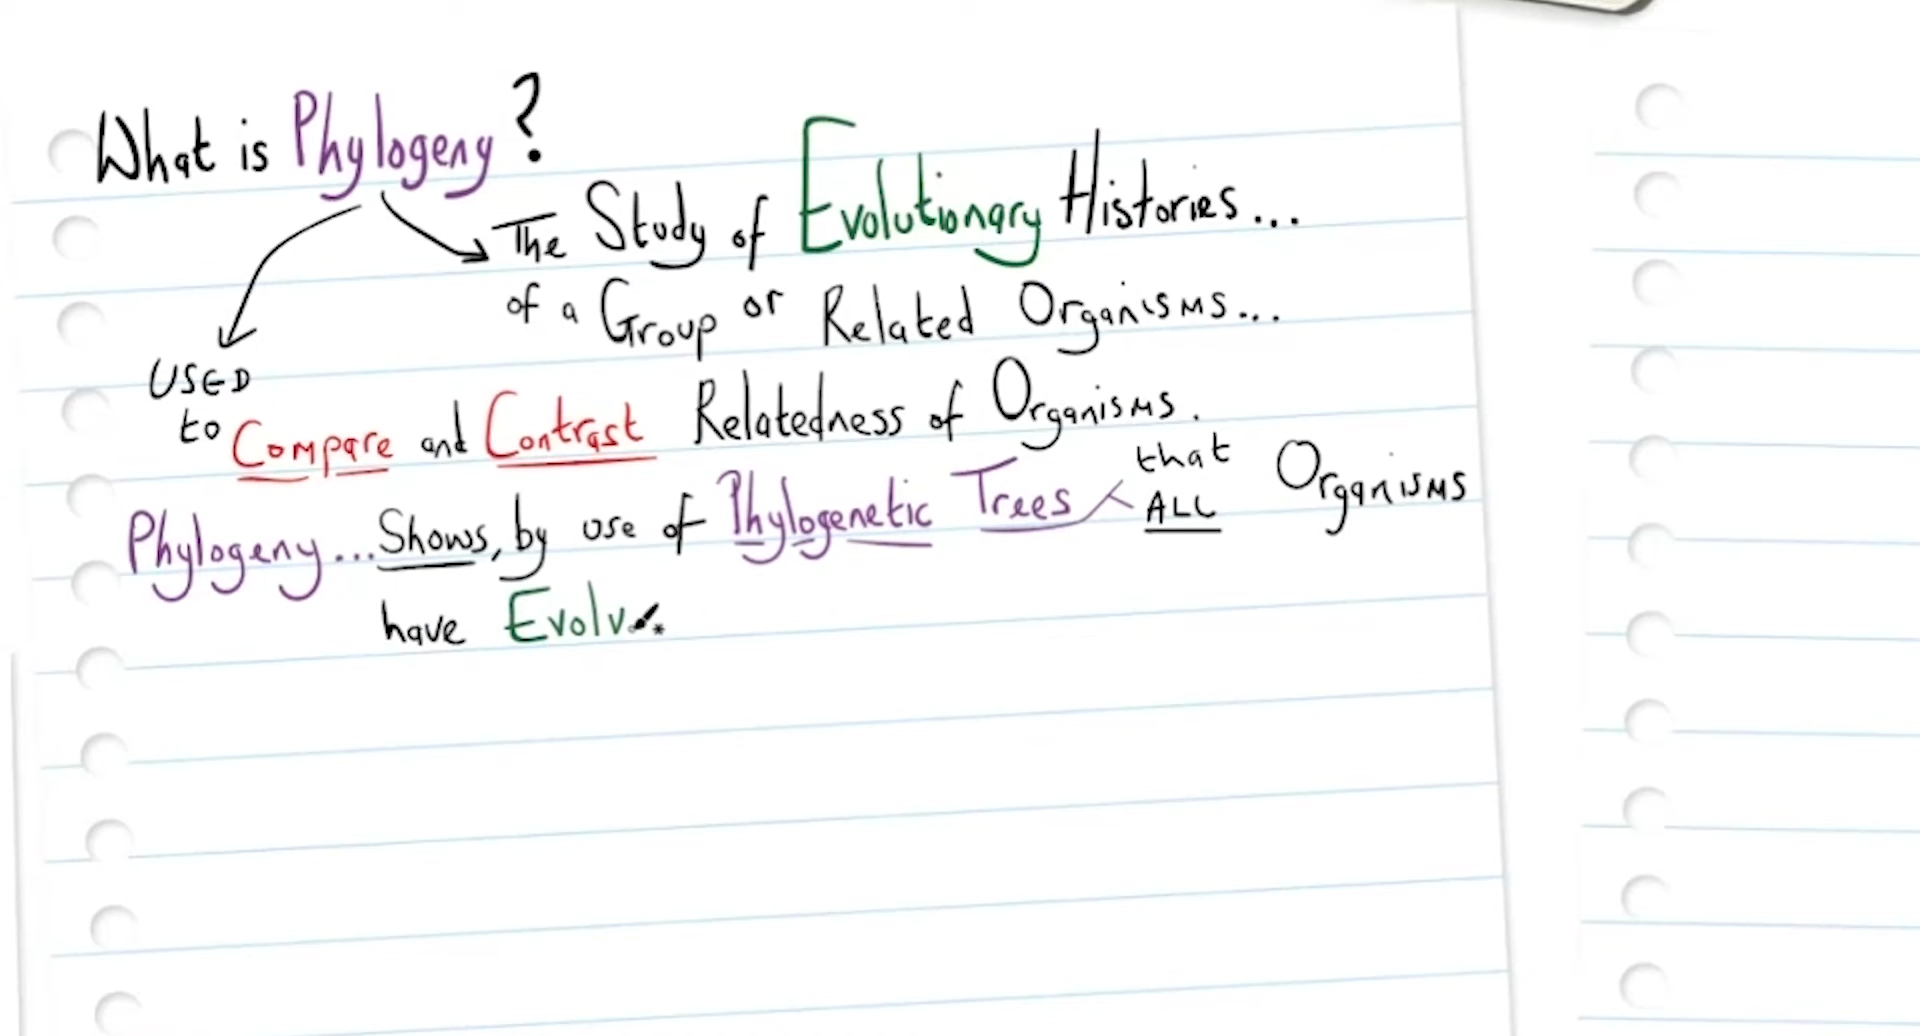 What is Phylogeny?
The Study of Evolutionary Histories...
of a Group or Related Organisms...
USED
to Compare and Contrast Relatedness of Organisms.
Phylogeny... Shows, by use of Phylogenetic Trees that ALL Organisms
have Evolv